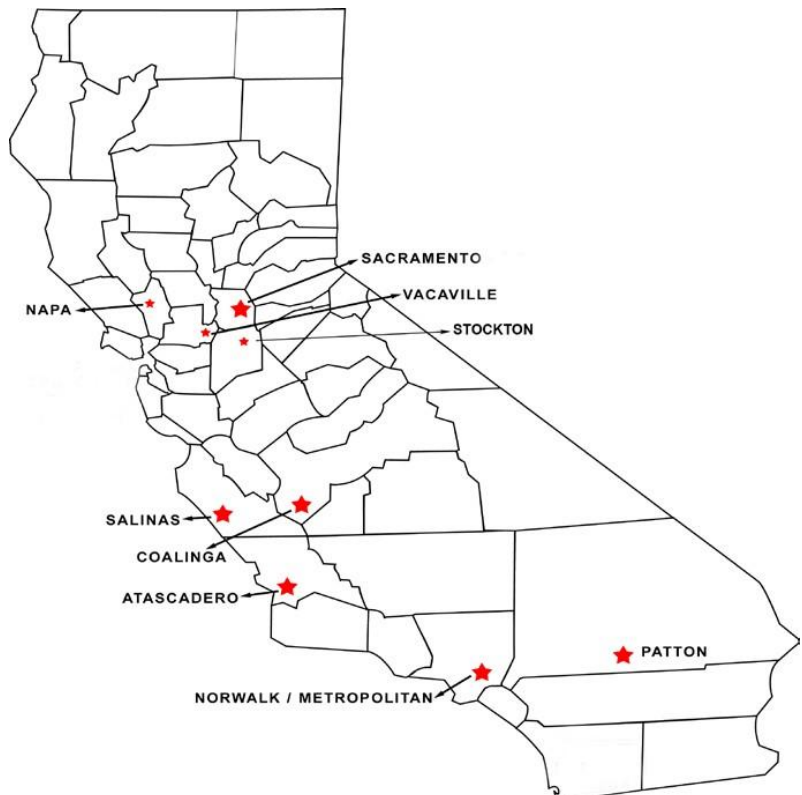 SACRAMENTO
VACAVILLE
NAPA
STOCKTON
SALINAS
COALINGA
ATASCADERO
PATTON
NORWALK / METROPOLITAN